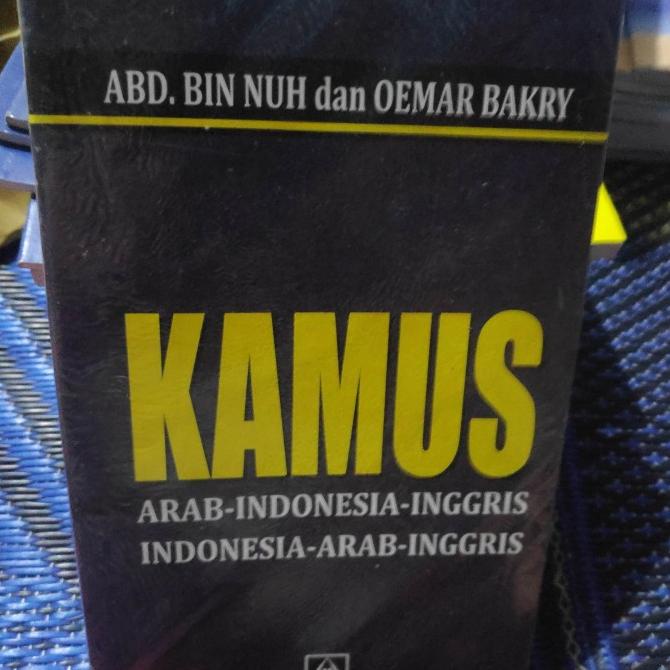 ABD. BIN NUH dan OEMAR BAKRY
KAMUS
ARAB-INDONESIA-INGGRIS
INDONESIA-ARAB-INGGRIS